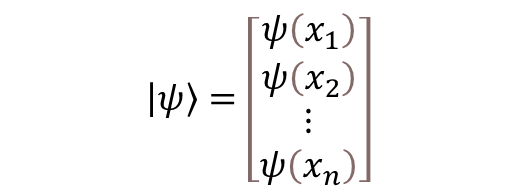 |ψ⟩ = [ψ(x₁)
ψ(x₂)
⋮
ψ(xₙ)]